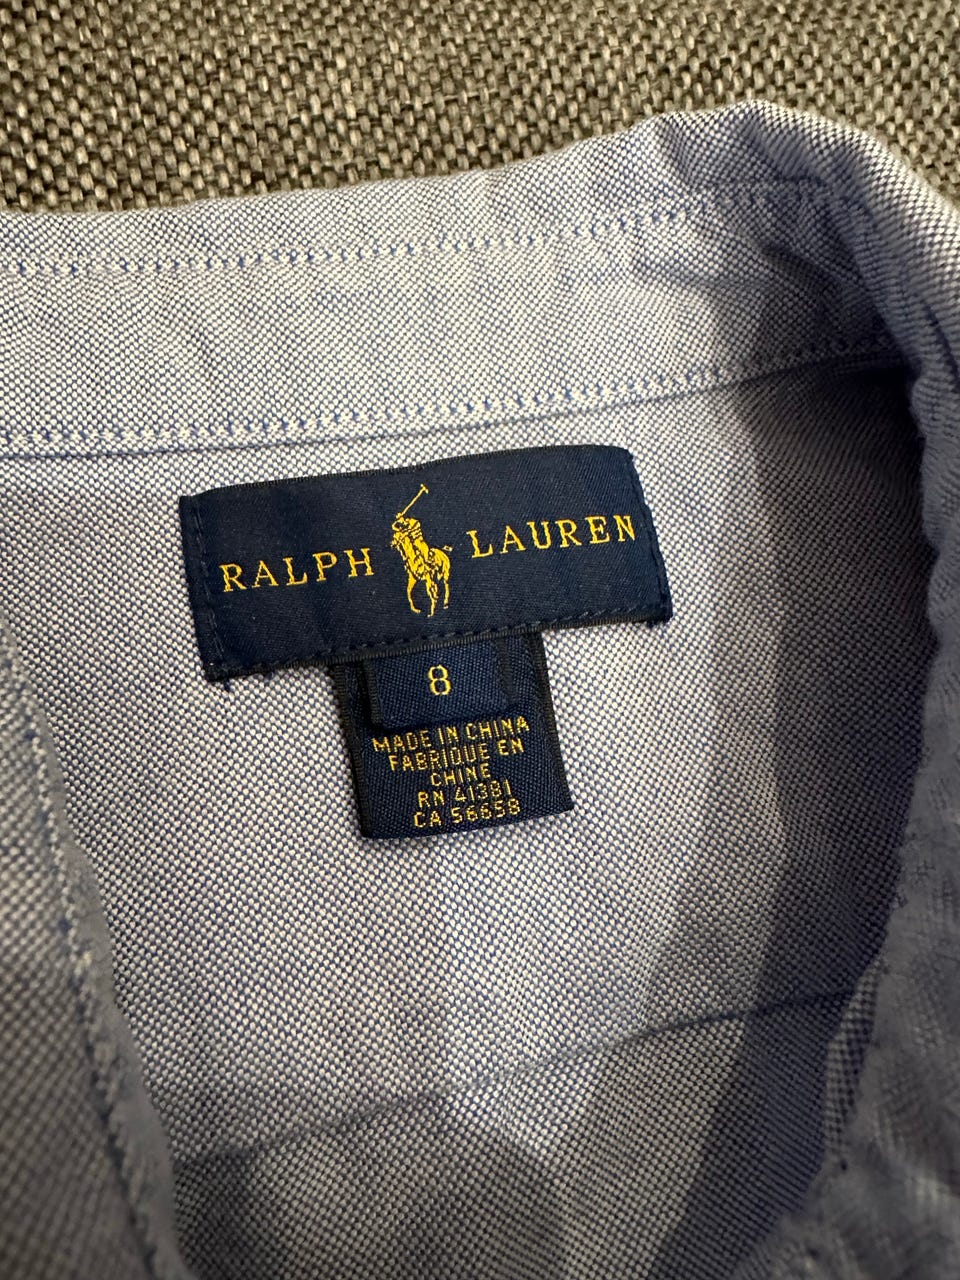 RALPH LAUREN
8
MADE IN CHINA
FABRIQUE EN
CHINE
RN 41381
CA 56658